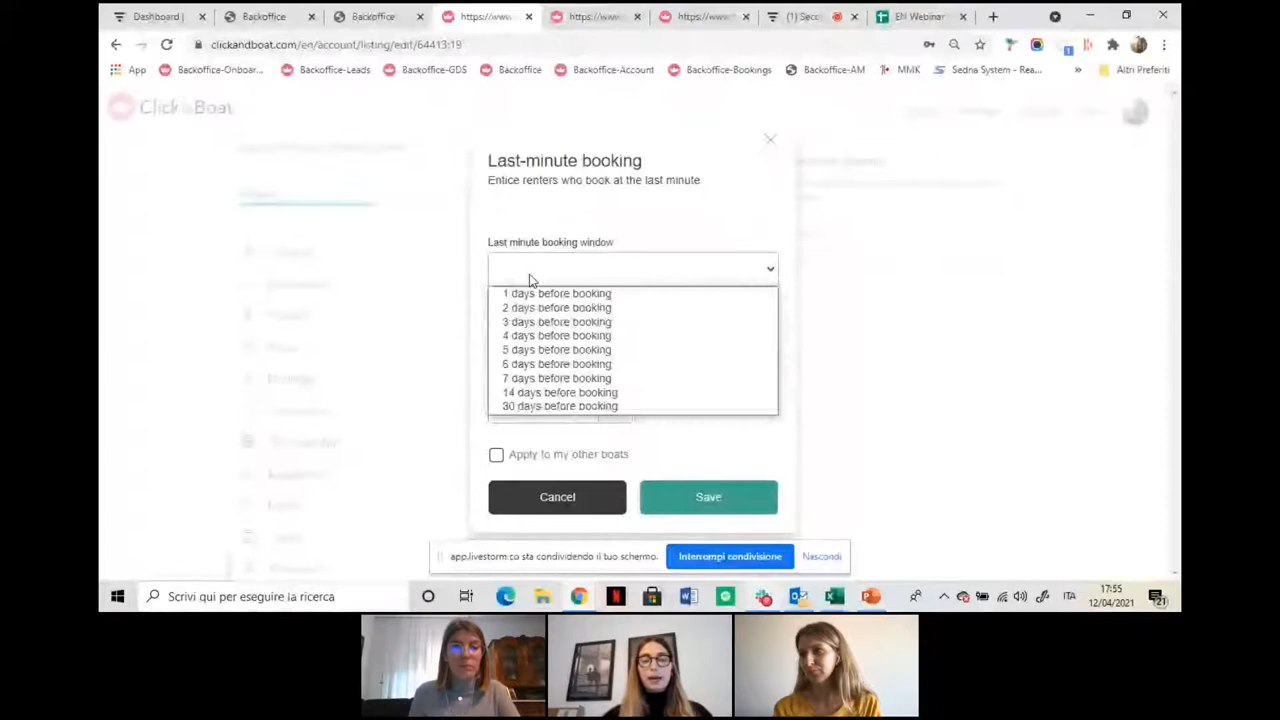 Dashboard |
Backoffice
Backoffice
https://www.
https://www.
https://www.
(1) Seco
EN Webinar
clickandboat.com/en/account/listing/edit/64413:19
App
Backoffice-Onboar...
Backoffice-Leads
Backoffice-GDS
Backoffice
Backoffice-Account
Backoffice-Bookings
Backoffice-AM
MMK
Sedna System - Rea...
»
Altri Preferiti
Click Boat
Last-minute booking
Entice renters who book at the last minute
Last minute booking window
1 days before booking
2 days before booking
3 days before booking
4 days before booking
5 days before booking
6 days before booking
7 days before booking
14 days before booking
30 days before booking
Apply to my other boats
Cancel
Save
app.livestorm.co sta condividendo il tuo schermo.
Interrompi condivisione
Nascondi
Scrivi qui per eseguire la ricerca
ITA
17:55
12/04/2021
21